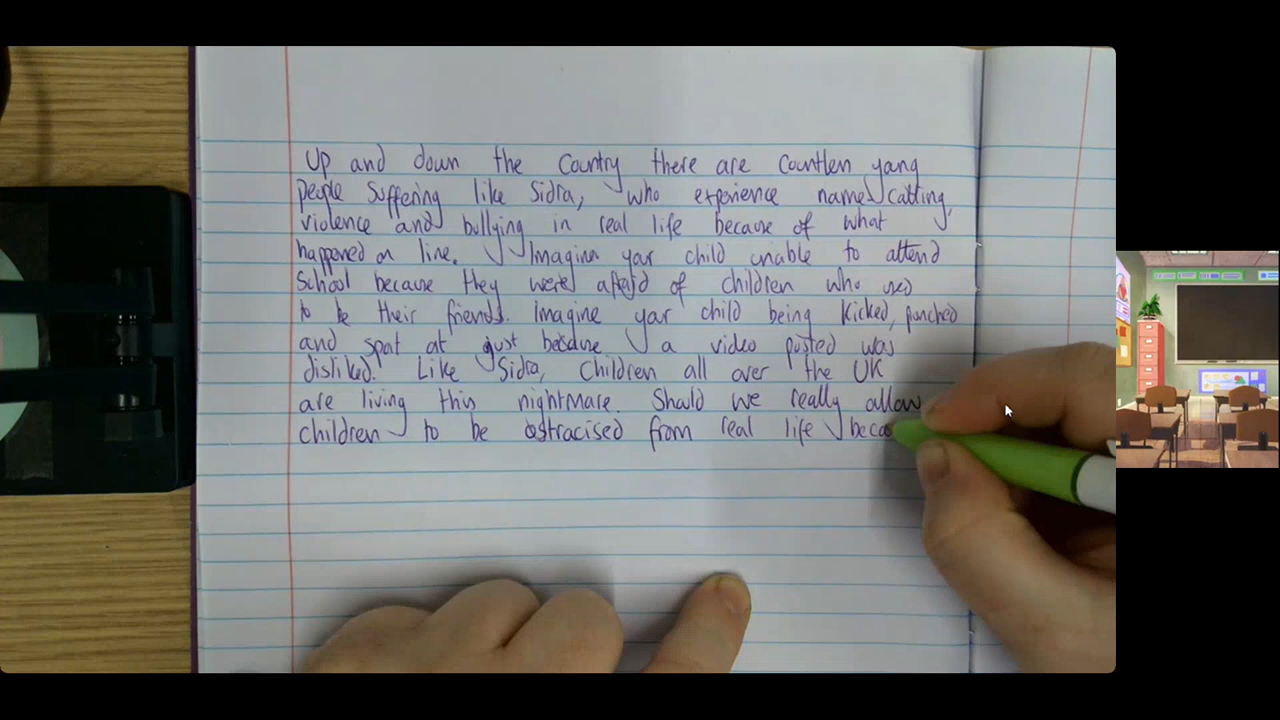 Up and down the Country there are Countless young
people suffering like Sidra, who experience name calling,
violence and bullying in real life because of what
happened on line. Imagine your child unable to attend
School because they were afraid of children who used
to be their friends. Imagine your child being kicked, punched
and spat at just because a video posted was
disliked. Like Sidra, Children all over the UK
are living this nightmare. Should we really allow
children to be ostracised from real life beca